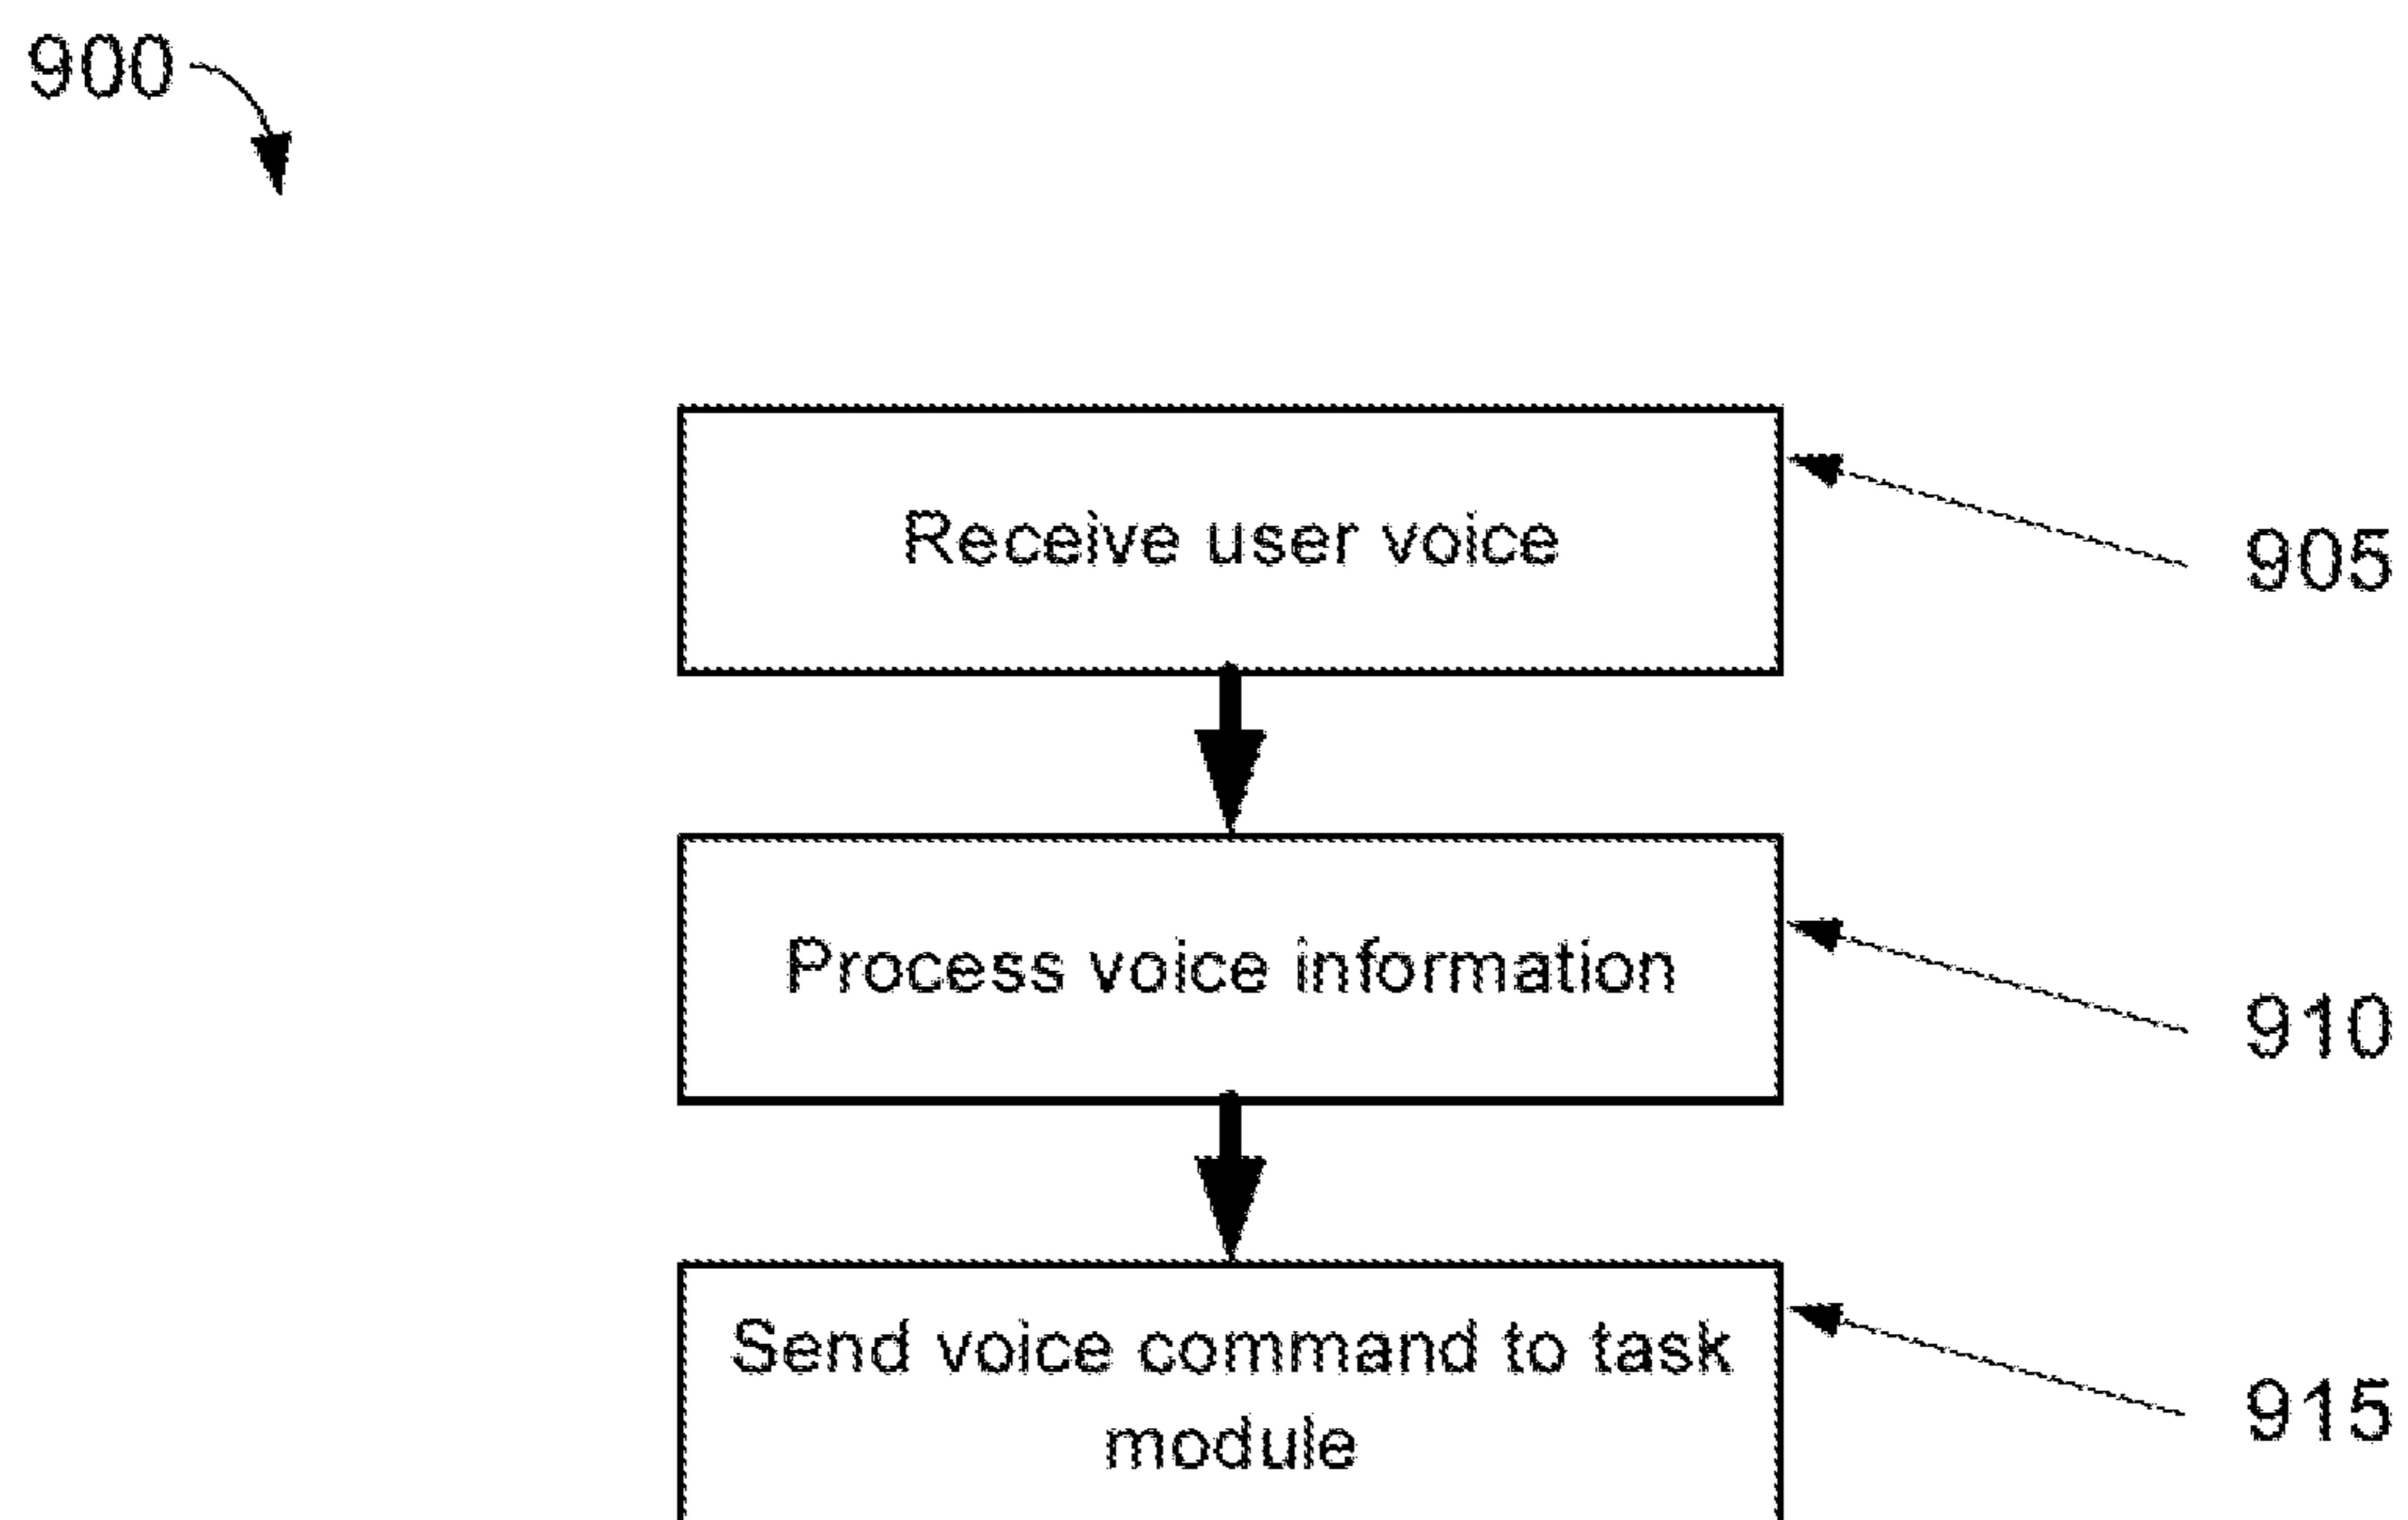 900
Receive user voice
905
Process voice information
910
Send voice command to task
module
915